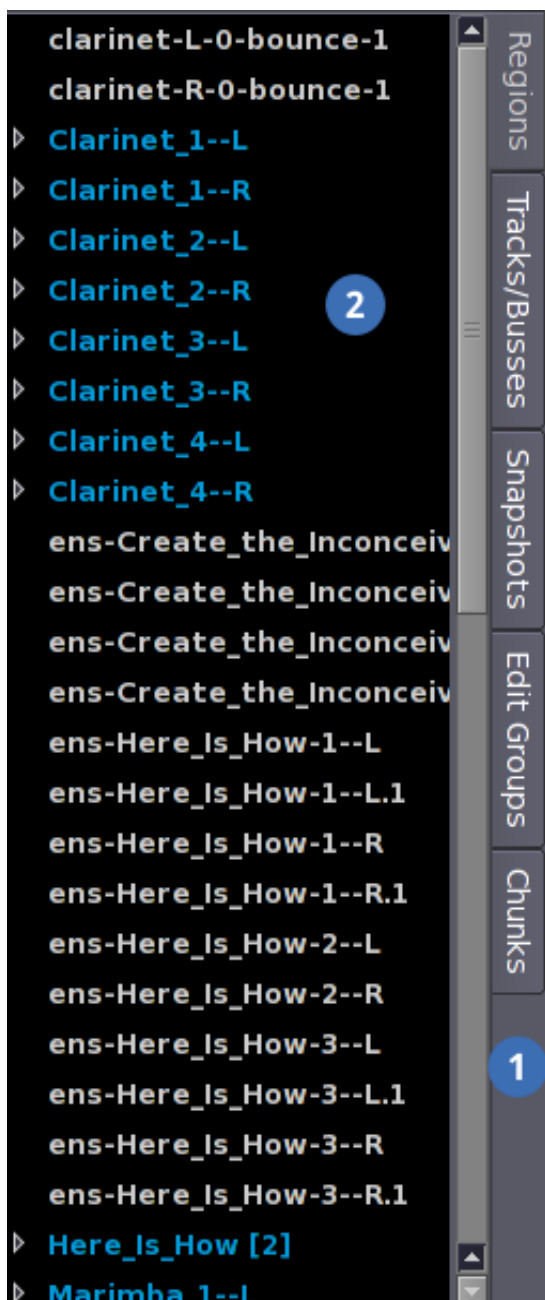 clarinet-L-0-bounce-1
clarinet-R-0-bounce-1
Clarinet_1--L
Clarinet_1--R
Clarinet_2--L
Clarinet_2--R
Clarinet_3--L
Clarinet_3--R
Clarinet_4--L
Clarinet_4--R
ens-Create_the_Inconceiv
ens-Create_the_Inconceiv
ens-Create_the_Inconceiv
ens-Create_the_Inconceiv
ens-Here_Is_How-1--L
ens-Here_Is_How-1--L.1
ens-Here_Is_How-1--R
ens-Here_Is_How-1--R.1
ens-Here_Is_How-2--L
ens-Here_Is_How-2--R
ens-Here_Is_How-3--L
ens-Here_Is_How-3--L.1
ens-Here_Is_How-3--R
ens-Here_Is_How-3--R.1
Here_Is_How [2]
Marimba_1--L
2
Regions
Tracks/Busses
Snapshots
Edit Groups
Chunks
1